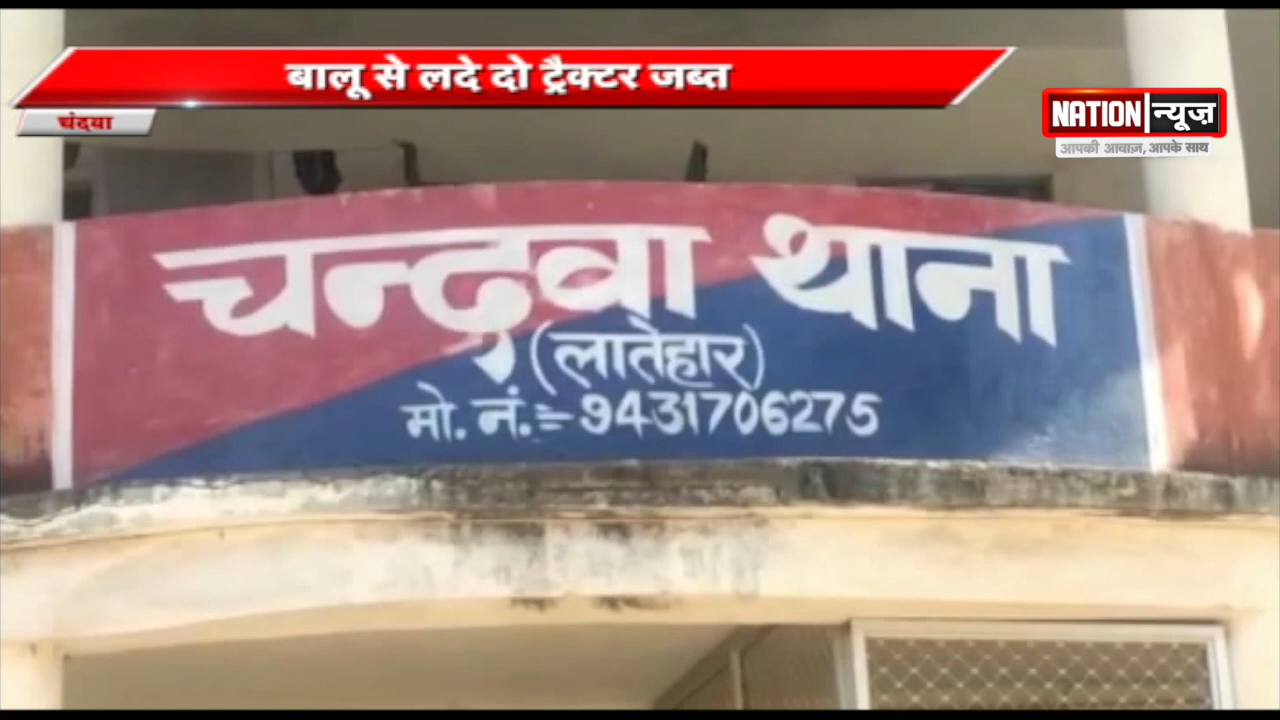 बालू से लदे दो ट्रैक्टर जब्त
चंदवा
NATION न्यूज़
आपकी आवाज़, आपके साथ
चन्दवा थाना
(लातेहार)
मो. नं.:- 9431706275